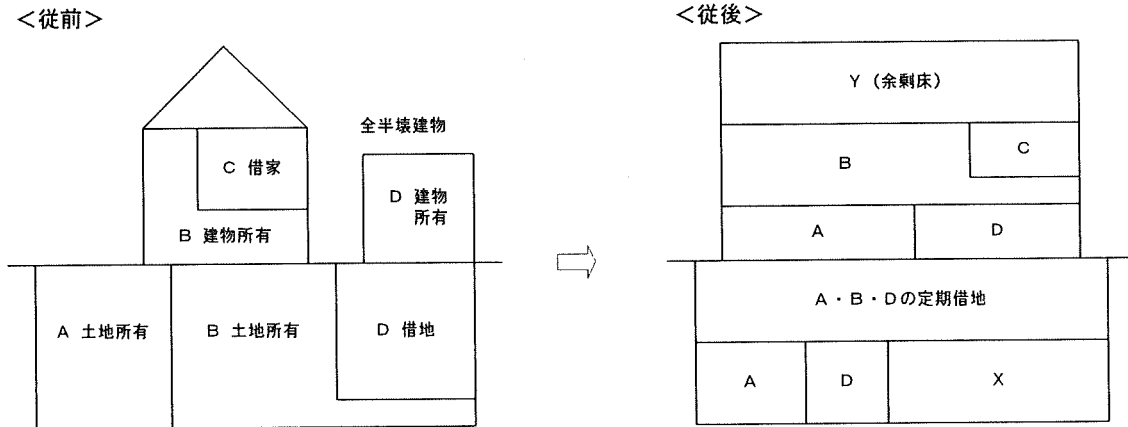 ＜従前＞
全半壊建物
C 借家
D 建物
所有
B 建物所有
A 土地所有
B 土地所有
D 借地
＜従後＞
Y（余剰床）
B
C
A
D
A・B・Dの定期借地
A
D
X